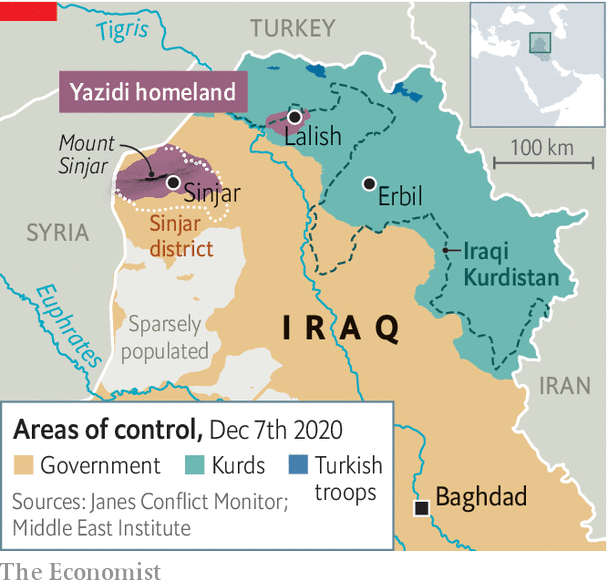 Tigris
TURKEY
Yazidi homeland
Mount
Sinjar
Lalish
100 km
Sinjar
Erbil
SYRIA
Sinjar
district
Iraqi
Kurdistan
Euphrates
Sparsely
populated
IRAQ
IRAN
Areas of control, Dec 7th 2020
Government
Kurds
Turkish
troops
Sources: Janes Conflict Monitor;
Middle East Institute
Baghdad
The Economist